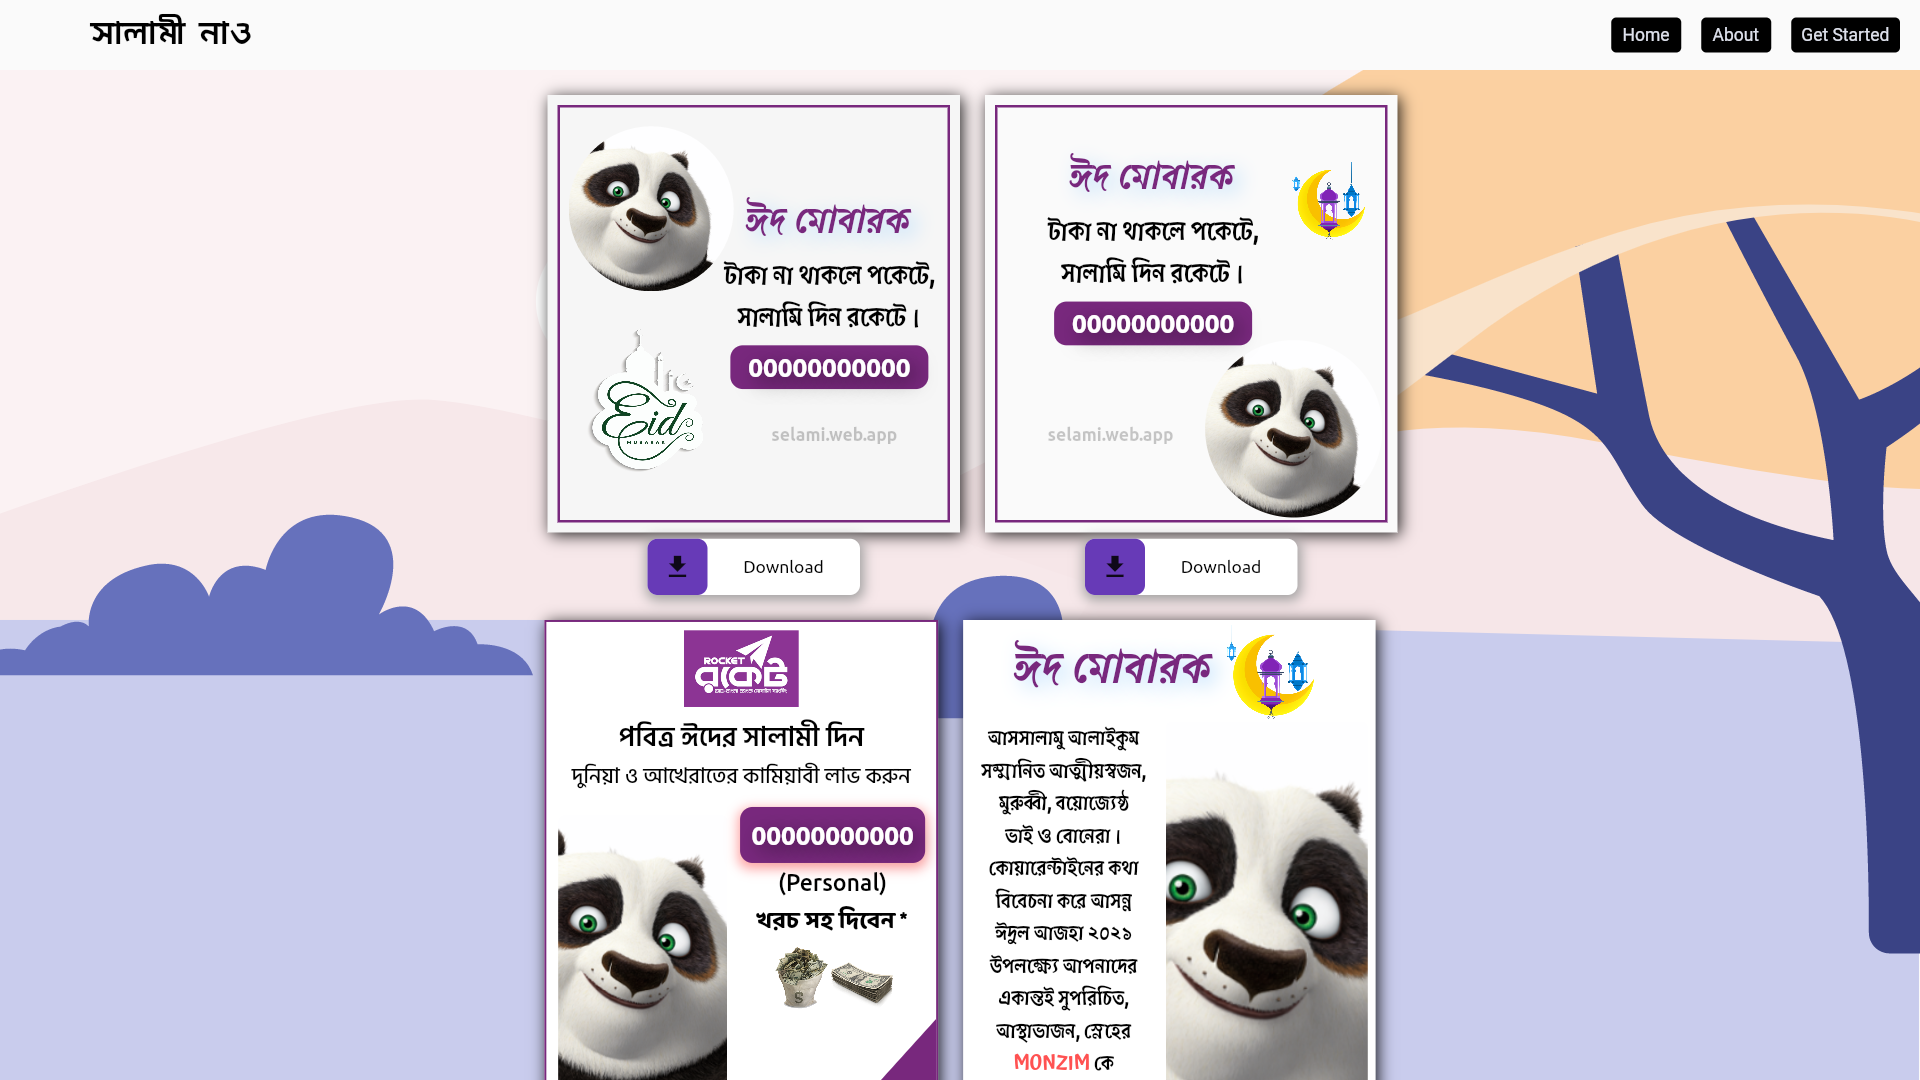 সালামী নাও
Home
About
Get Started
ঈদ মোবারক
টাকা না থাকলে পকেটে,
সালামি দিন রকেটে।
00000000000
Eid
MUBARAK
selami.web.app
Download
ঈদ মোবারক
টাকা না থাকলে পকেটে,
সালামি দিন রকেটে।
00000000000
selami.web.app
Download
ROCKET
রকেট
পবিত্র ঈদের সালামী দিন
দুনিয়া ও আখেরাতের কামিয়াবী লাভ করুন
00000000000
(Personal)
খরচ সহ দিবেন *
ঈদ মোবারক
আসসালামু আলাইকুম
সম্মানিত আত্মীয়স্বজন,
মুরুব্বী, বয়োজ্যেষ্ঠ
ভাই ও বোনেরা।
কোয়ারেন্টাইনের কথা
বিবেচনা করে আসন্ন
ঈদুল আজহা ২০২১
উপলক্ষ্যে আপনাদের
একান্তই সুপরিচিত,
আস্থাভাজন, স্নেহের
MONZIM কে